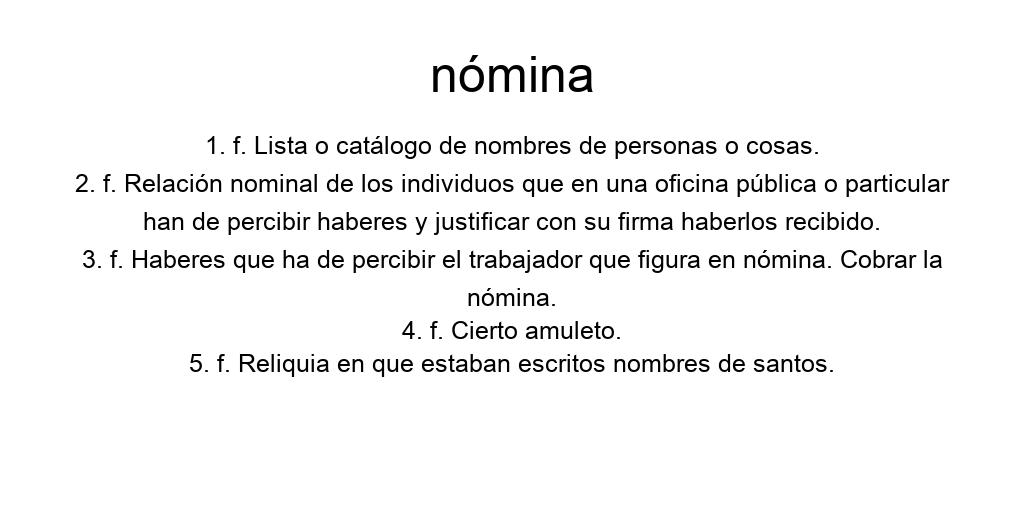 nómina
1. f. Lista o catálogo de nombres de personas o cosas.
2. f. Relación nominal de los individuos que en una oficina pública o particular
han de percibir haberes y justificar con su firma haberlos recibido.
3. f. Haberes que ha de percibir el trabajador que figura en nómina. Cobrar la
nómina.
4. f. Cierto amuleto.
5. f. Reliquia en que estaban escritos nombres de santos.